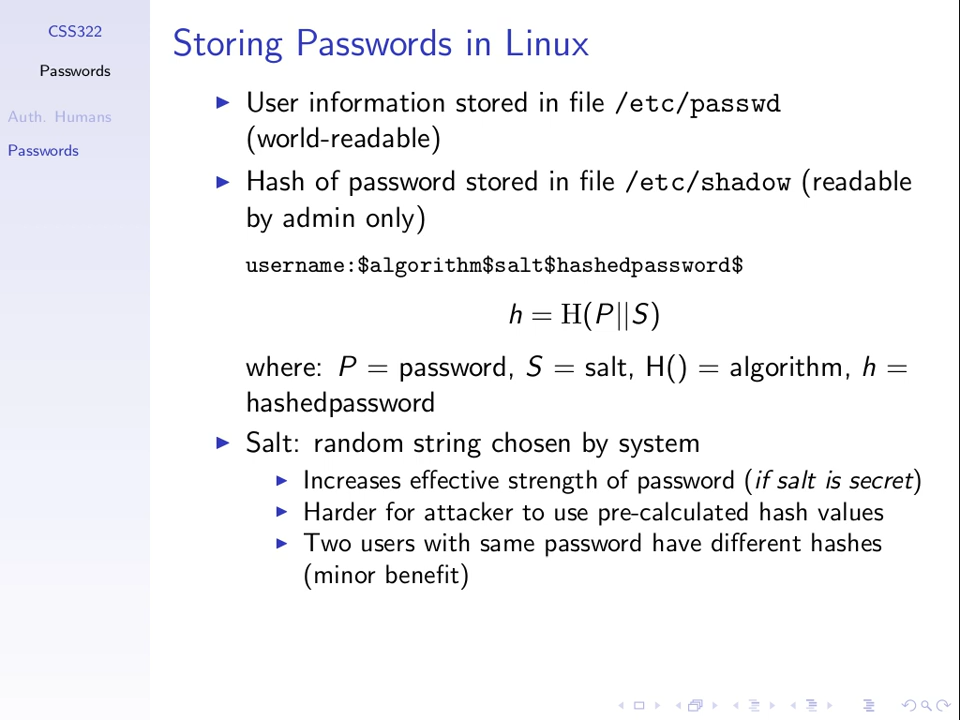 CSS322
Passwords
Auth. Humans
Passwords
Storing Passwords in Linux
► User information stored in file /etc/passwd
(world-readable)
► Hash of password stored in file /etc/shadow (readable
by admin only)
username:$algorithm$salt$hashedpassword$
h = H(P||S)
where: P = password, S = salt, H() = algorithm, h =
hashedpassword
► Salt: random string chosen by system
► Increases effective strength of password (if salt is secret)
► Harder for attacker to use pre-calculated hash values
► Two users with same password have different hashes
(minor benefit)